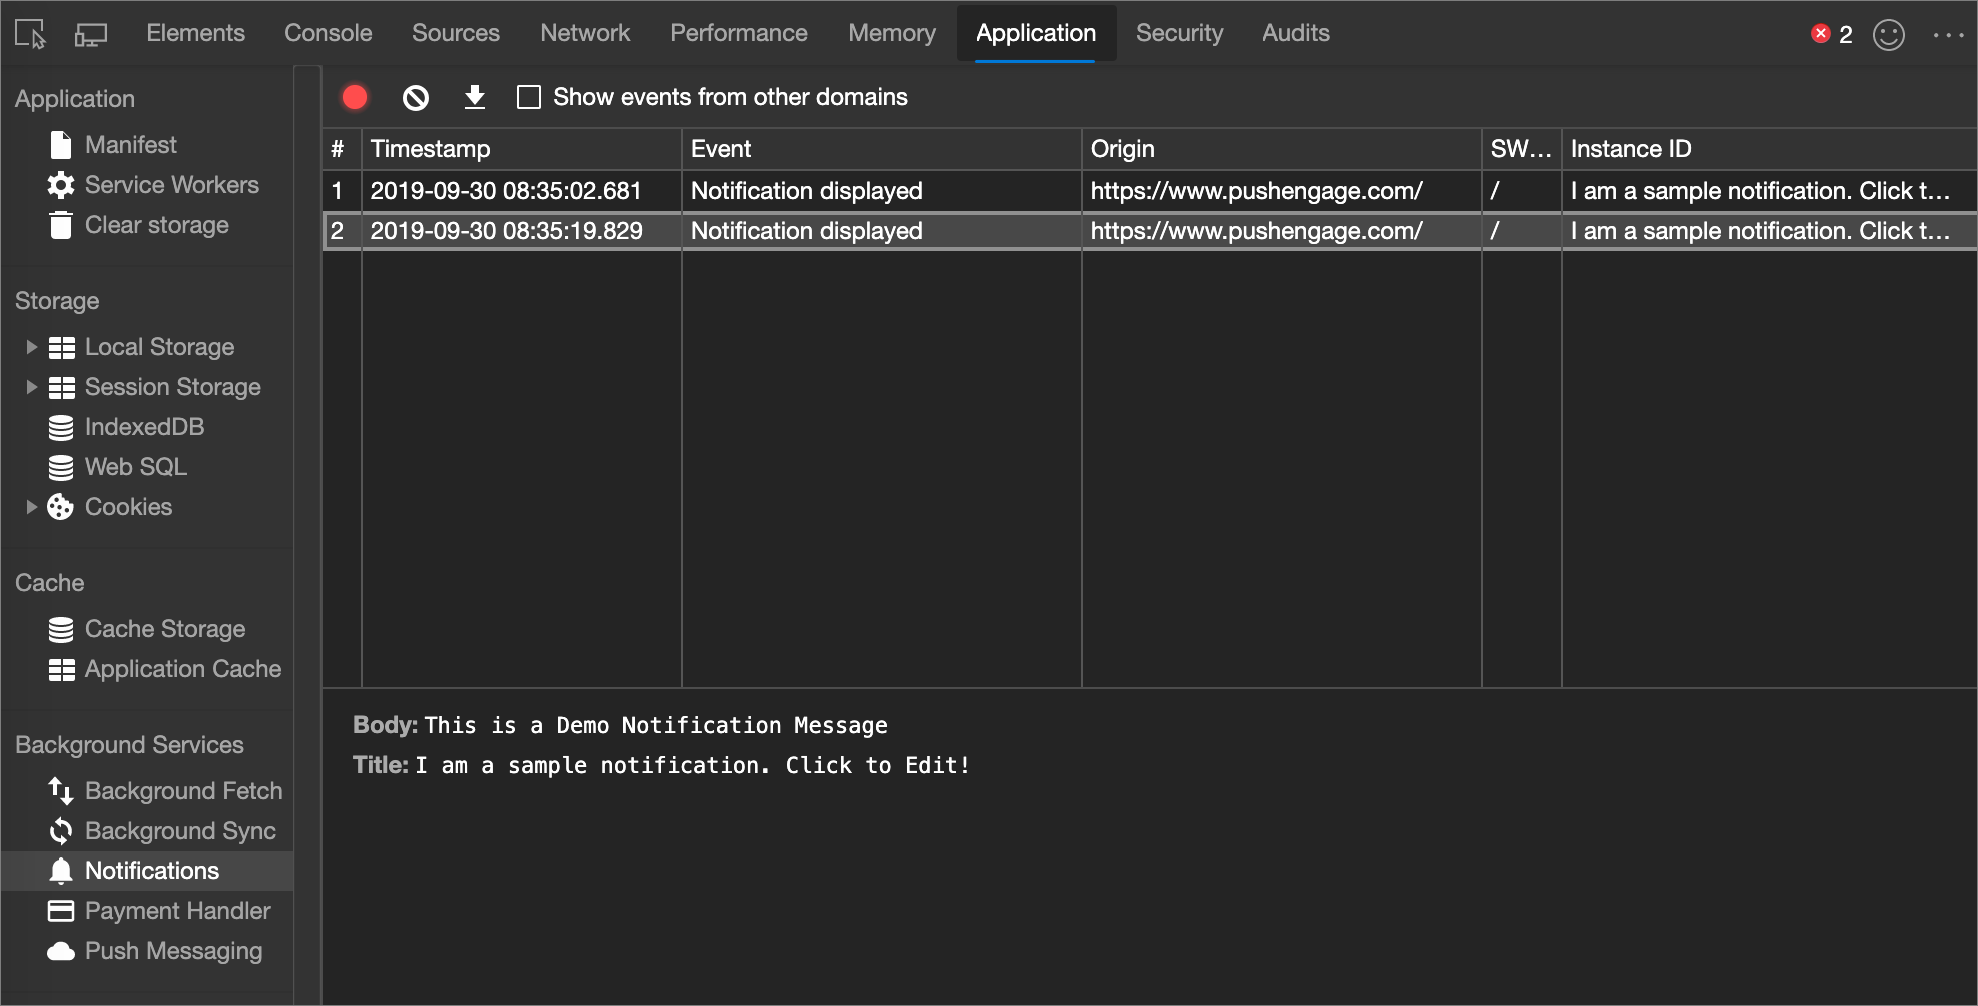 Elements Console Sources Network Performance Memory Application Security Audits 2
Application
Manifest
Service Workers
Clear storage
Storage
Local Storage
Session Storage
IndexedDB
Web SQL
Cookies
Cache
Cache Storage
Application Cache
Background Services
Background Fetch
Background Sync
Notifications
Payment Handler
Push Messaging
Show events from other domains
# Timestamp Event Origin SW... Instance ID
1 2019-09-30 08:35:02.681 Notification displayed https://www.pushengage.com/ / I am a sample notification. Click t...
2 2019-09-30 08:35:19.829 Notification displayed https://www.pushengage.com/ / I am a sample notification. Click t...
Body: This is a Demo Notification Message
Title: I am a sample notification. Click to Edit!